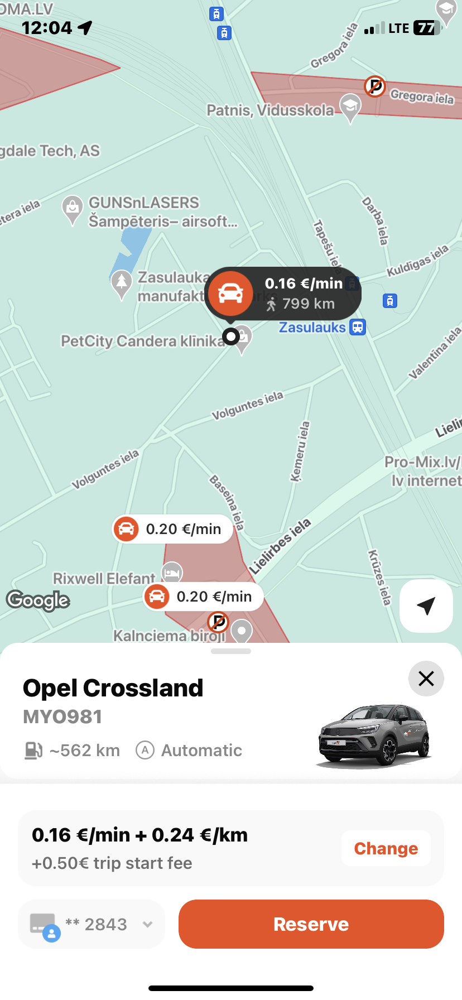 OMA.LV
12:04
LTE
77
Gregora iela
P
Gregora iela
Patnis, Vidusskola
gdale Tech, AS
GUNSnLASERS
Šampēteris– airsoft...
etera iela
Darba iela
Tapešu iela
Kuldīgas iela
Zasulauka
manufakt
arks
0.16 €/min
799 km
Zasulauks
PetCity Candera klīnika
Valentīna iela
Volguntes iela
Lielir
Ķemeru iela
Pro-Mix.lv/
lv internet
Volguntes iela
Baseina iela
0.20 €/min
Lielirbes iela
Krūzes iela
Rixwell Elefant
0.20 €/min
Google
P
Kalnciema biroji
Opel Crossland
MYO981
~562 km
A Automatic
0.16 €/min + 0.24 €/km
+0.50€ trip start fee
Change
** 2843
Reserve